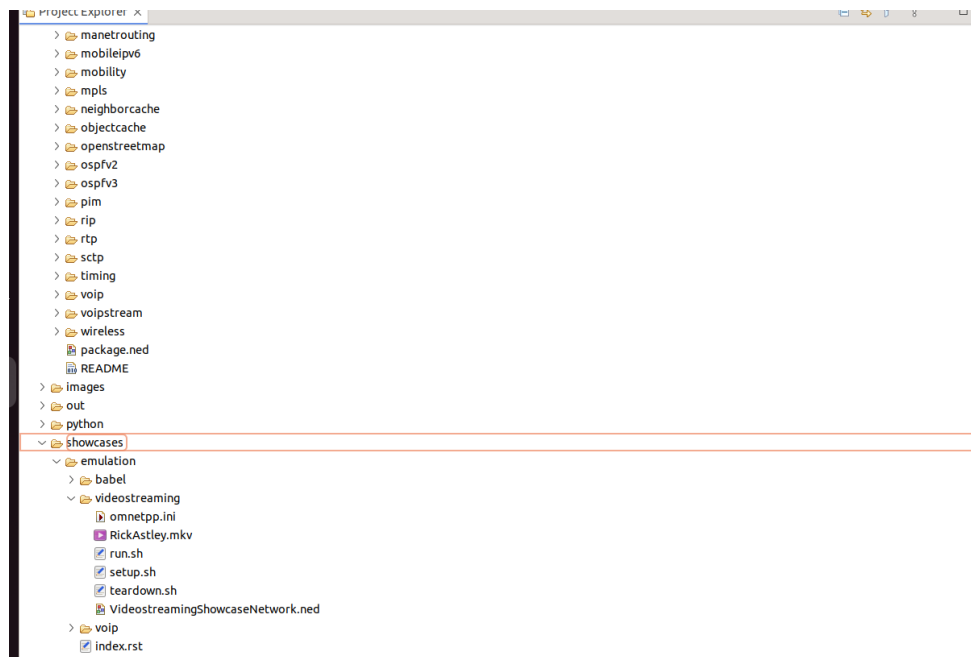 Project Explorer
manetrouting
mobileipv6
mobility
mpls
neighborcache
objectcache
openstreetmap
ospfv2
ospfv3
pim
rip
rtp
sctp
timing
voip
voipstream
wireless
package.ned
README
images
out
python
showcases
emulation
babel
videostreaming
omnetpp.ini
RickAstley.mkv
run.sh
setup.sh
teardown.sh
VideostreamingShowcaseNetwork.ned
voip
index.rst